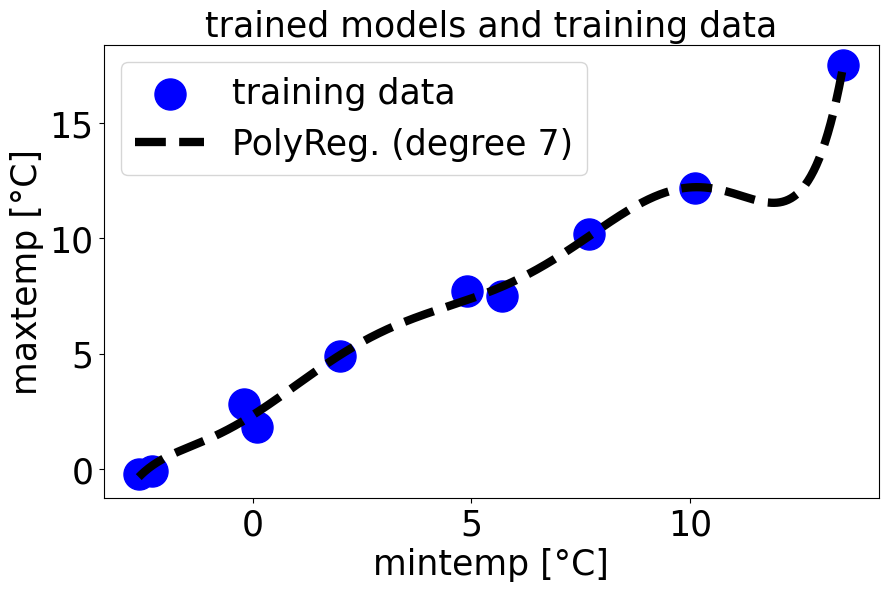 trained models and training data
training data
PolyReg. (degree 7)
maxtemp [°C]
15
10
5
0
0
5
10
mintemp [°C]